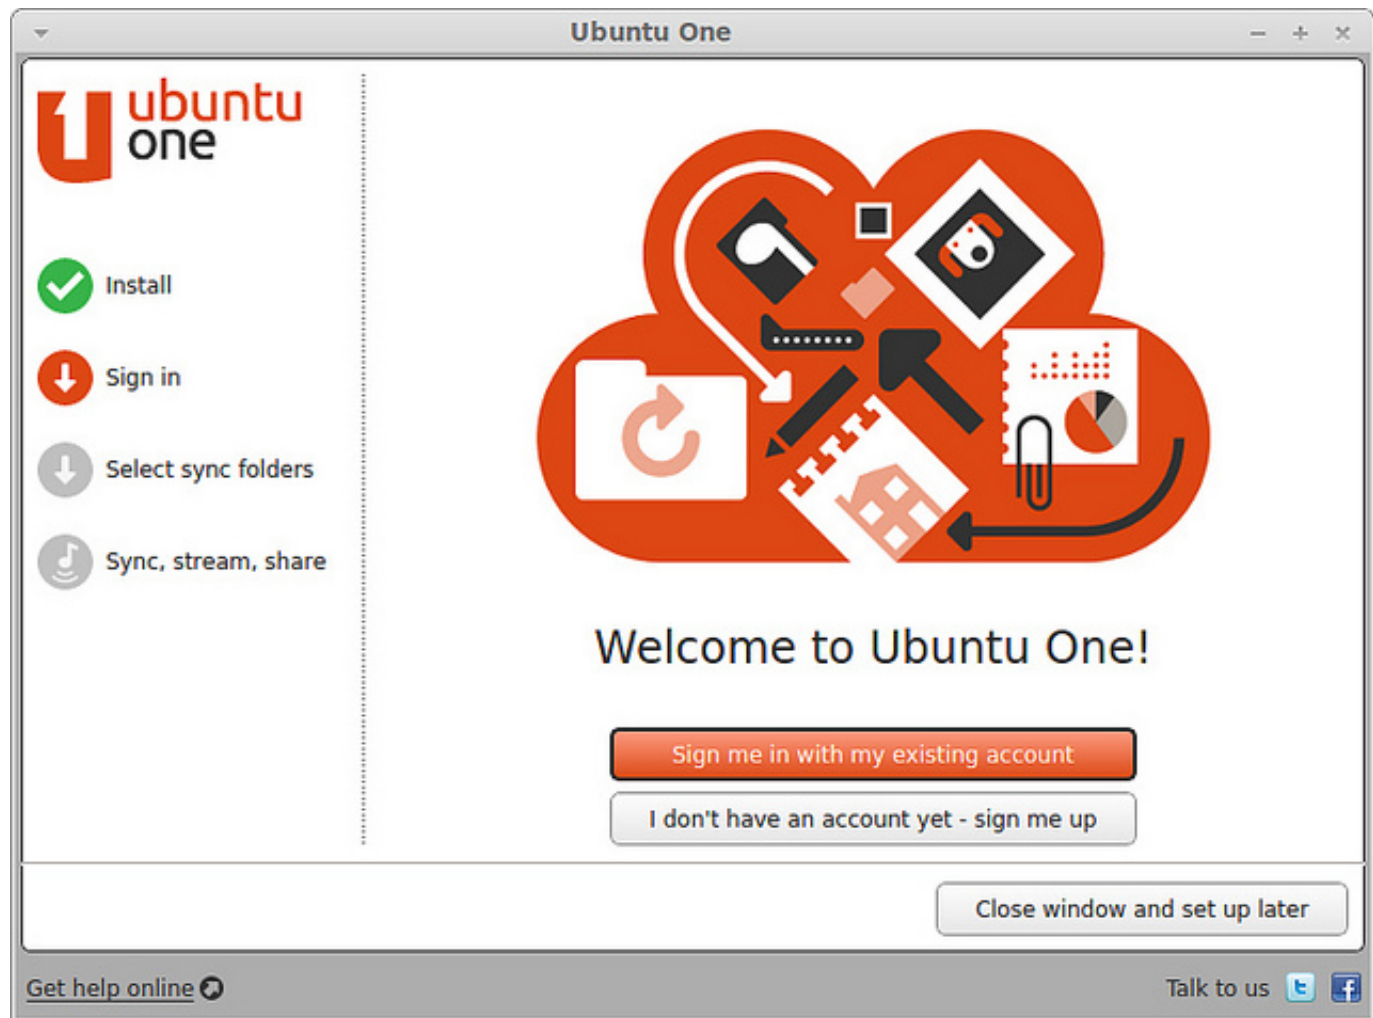 Ubuntu One
ubuntu
one
Install
Sign in
Select sync folders
Sync, stream, share
Welcome to Ubuntu One!
Sign me in with my existing account
I don't have an account yet - sign me up
Close window and set up later
Get help online
Talk to us